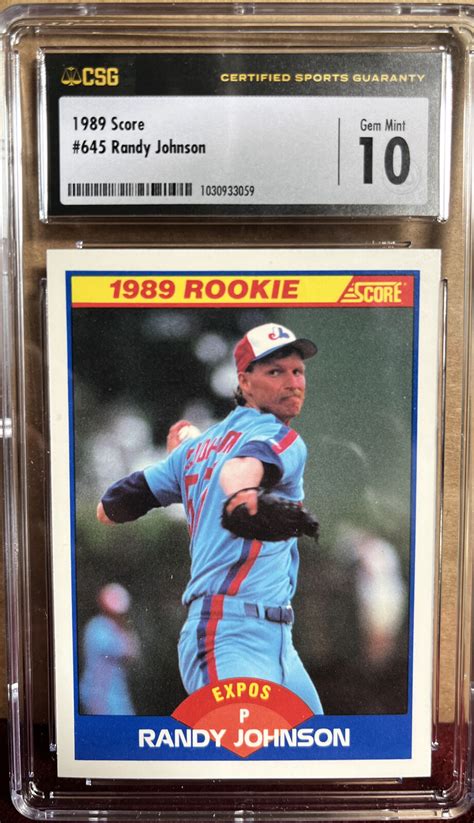 CSG
CERTIFIED SPORTS GUARANTY
1989 Score
#645 Randy Johnson
1030933059
Gem Mint
10
1989 ROOKIE
SCORE
EXPOS
P
RANDY JOHNSON